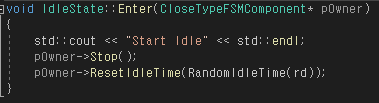 void IdleState::Enter(CloseTypeFSMComponent* pOwner)
{
std::cout << "Start Idle" << std::endl;
pOwner->Stop();
pOwner->ResetIdleTime(RandomIdleTime(rd));
}